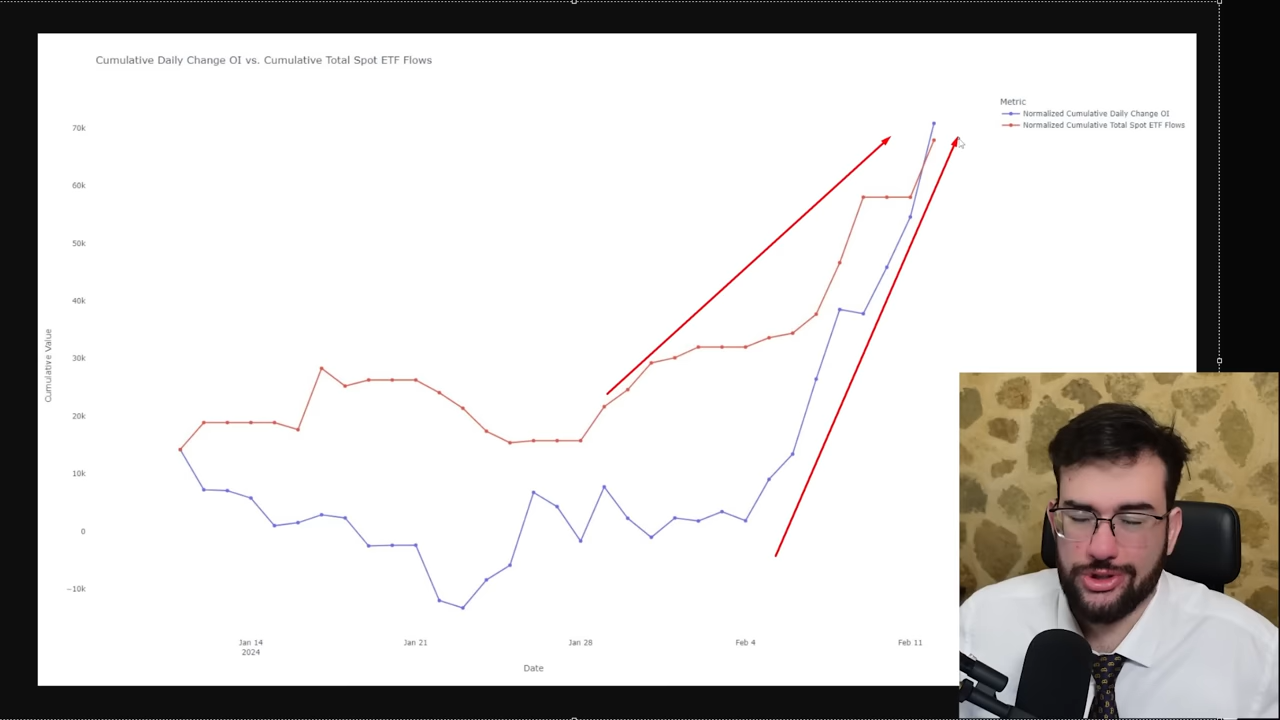 Cumulative Daily Change OI vs. Cumulative Total Spot ETF Flows
Metric
Normalized Cumulative Daily Change OI
Normalized Cumulative Total Spot ETF Flows
70k
60k
50k
40k
30k
20k
10k
0
−10k
Cumulative Value
Jan 14
2024
Jan 21
Jan 28
Feb 4
Feb 11
Date